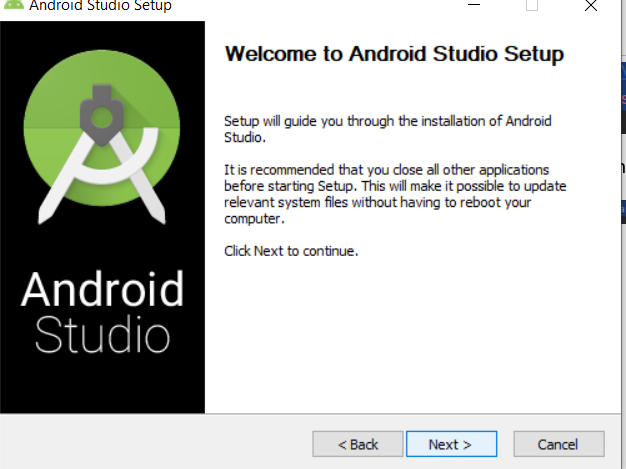 Android Studio Setup
Welcome to Android Studio Setup
Setup will guide you through the installation of Android
Studio.
It is recommended that you close all other applications
before starting Setup. This will make it possible to update
relevant system files without having to reboot your
computer.
Click Next to continue.
Android
Studio
< Back
Next >
Cancel